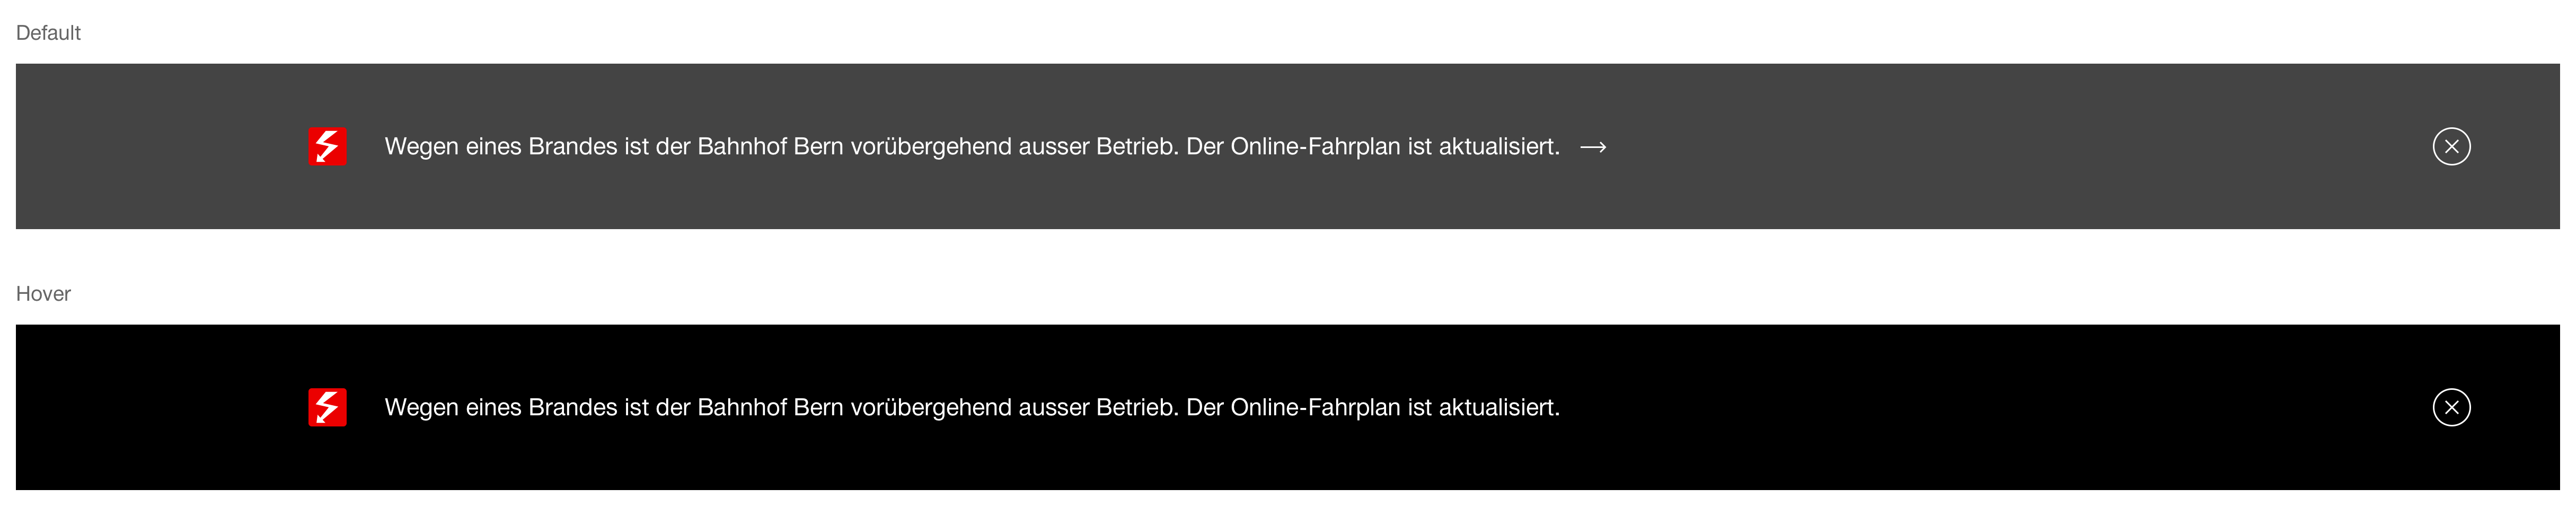 Default
Wegen eines Brandes ist der Bahnhof Bern vorübergehend ausser Betrieb. Der Online-Fahrplan ist aktualisiert. →
Hover
Wegen eines Brandes ist der Bahnhof Bern vorübergehend ausser Betrieb. Der Online-Fahrplan ist aktualisiert.